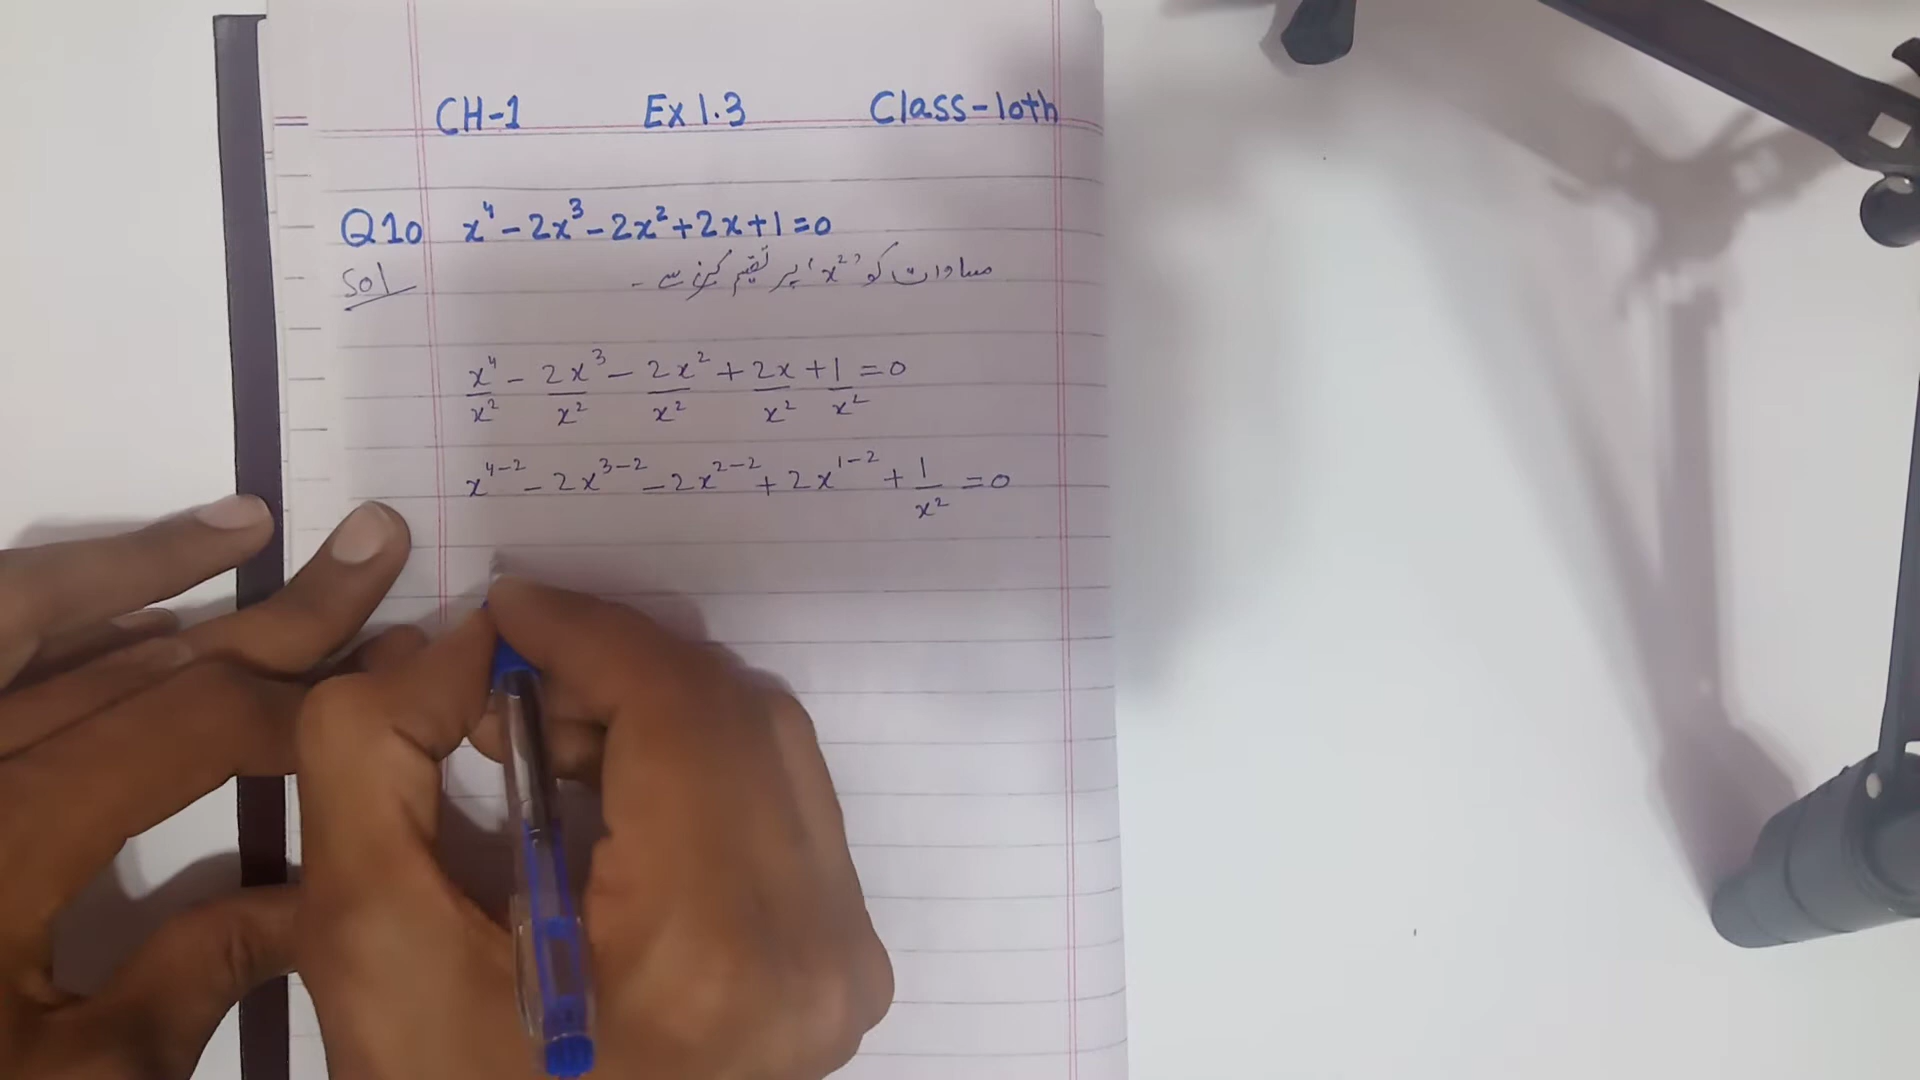 CH-1 Ex 1.3 Class-10th
Q10 x⁴ - 2x³ - 2x² + 2x + 1 = 0
Sol مساوات کو 'x²' پر تقیم کرنے سے -
x⁴/x² - 2x³/x² - 2x²/x² + 2x/x² + 1/x² = 0
x⁴⁻² - 2x³⁻² - 2x²⁻² + 2x¹⁻² + 1/x² = 0